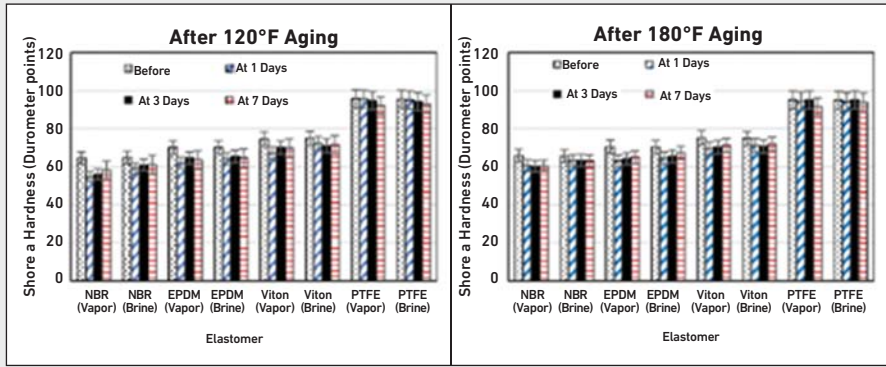 After 120°F Aging
Shore a Hardness (Durometer points)
120
100
80
60
40
20
0
Before
At 1 Days
At 3 Days
At 7 Days
NBR
(Vapor)
NBR
(Brine)
EPDM
(Vapor)
EPDM
(Brine)
Viton
(Vapor)
Viton
(Brine)
PTFE
(Vapor)
PTFE
(Brine)
Elastomer
After 180°F Aging
Shore a Hardness (Durometer points)
120
100
80
60
40
20
0
Before
At 1 Days
At 3 Days
At 7 Days
NBR
(Vapor)
NBR
(Brine)
EPDM
(Vapor)
EPDM
(Brine)
Viton
(Vapor)
Viton
(Brine)
PTFE
(Vapor)
PTFE
(Brine)
Elastomer